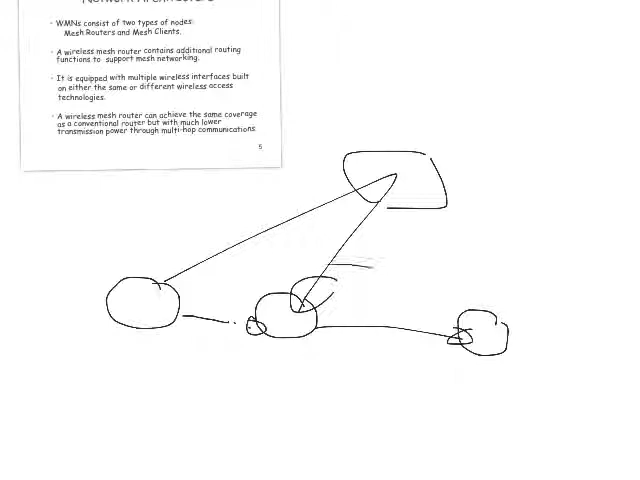 · WMNs consist of two types of nodes:
Mesh Routers and Mesh Clients.
· A wireless mesh router contains additional routing
functions to support mesh networking.
· It is equipped with multiple wireless interfaces built
on either the same or different wireless access
technologies.
· A wireless mesh router can achieve the same coverage
as a conventional router but with much lower
transmission power through multi-hop communications
5